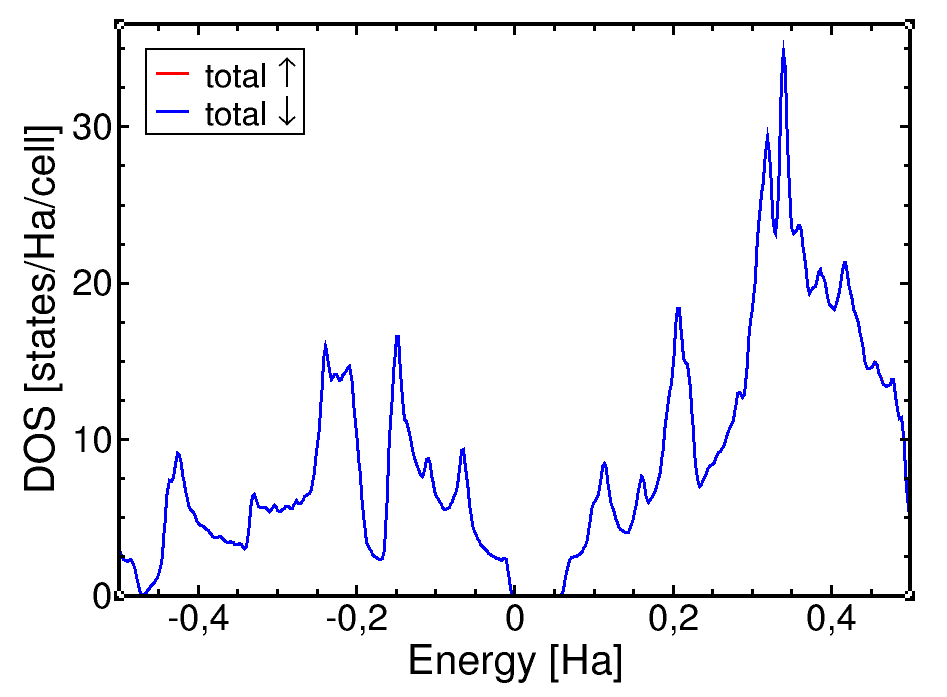 total ↑
total ↓
DOS [states/Ha/cell]
30
20
10
0
-0,4 -0,2 0 0,2 0,4
Energy [Ha]